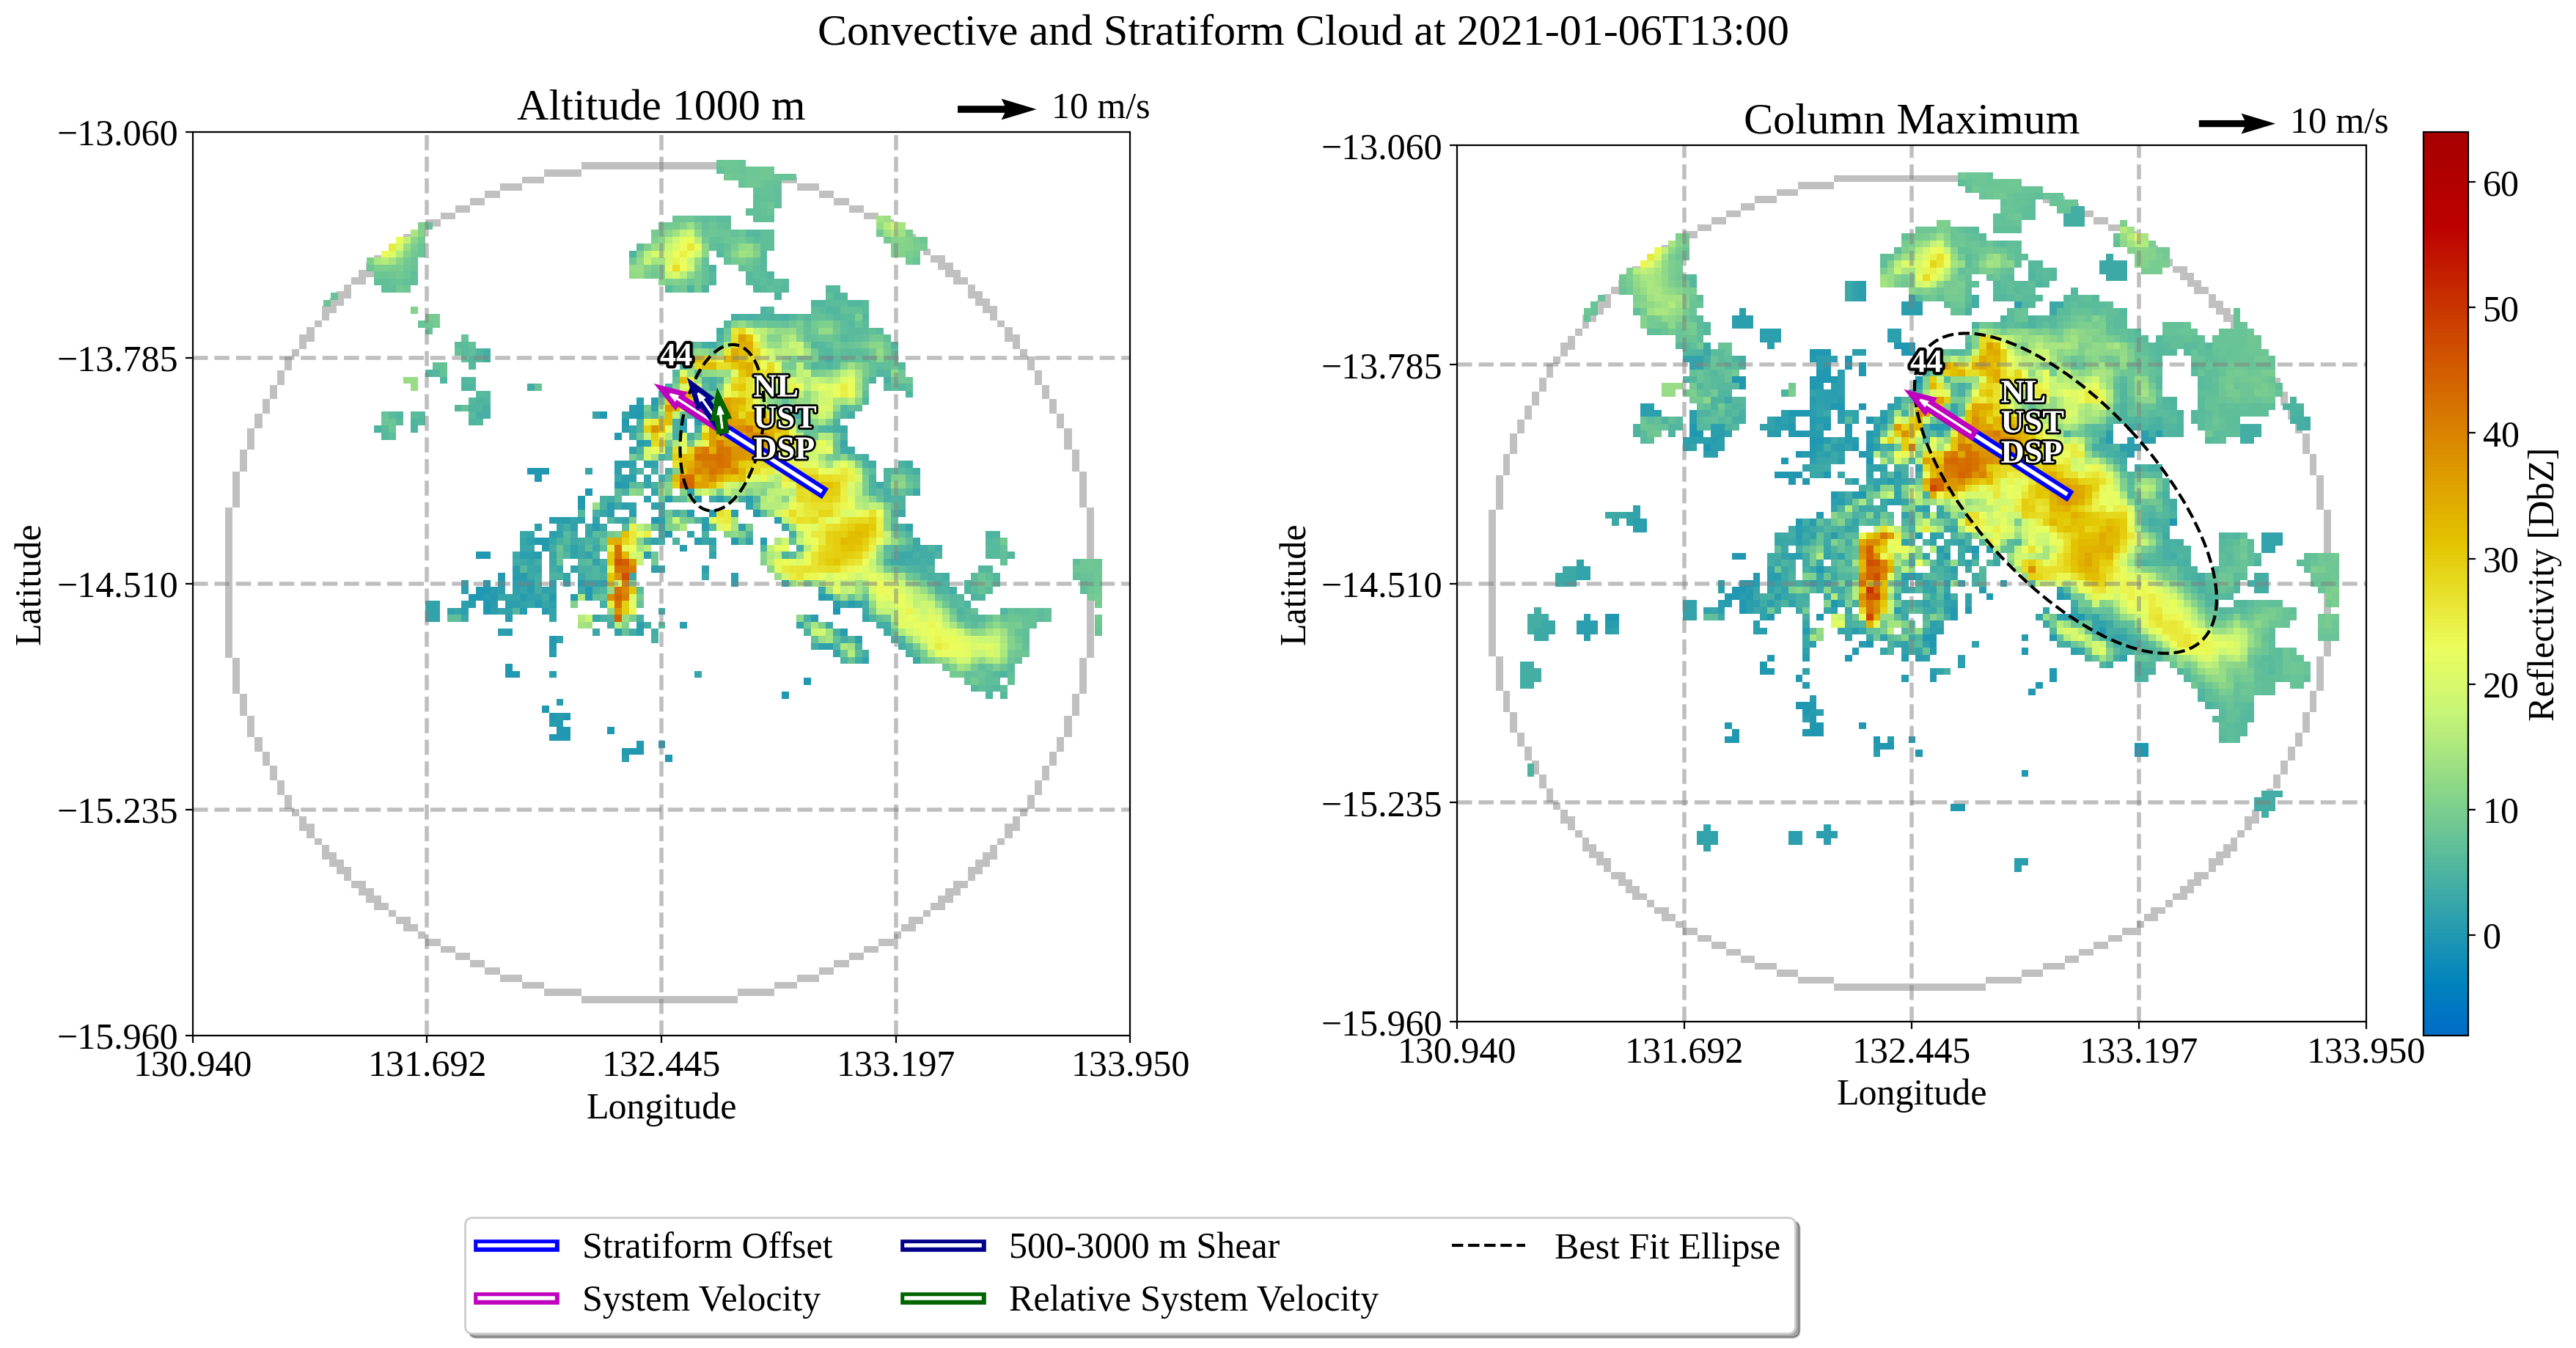 Convective and Stratiform Cloud at 2021-01-06T13:00
Altitude 1000 m
10 m/s
−13.060
−13.785
−14.510
−15.235
−15.960
Latitude
44
NL
UST
DSP
130.940
131.692
132.445
133.197
133.950
Longitude
Column Maximum
10 m/s
−13.060
−13.785
−14.510
−15.235
−15.960
Latitude
44
NL
UST
DSP
130.940
131.692
132.445
133.197
133.950
Longitude
60
50
40
30
20
10
0
Reflectivity [DbZ]
Stratiform Offset
System Velocity
500-3000 m Shear
Relative System Velocity
Best Fit Ellipse